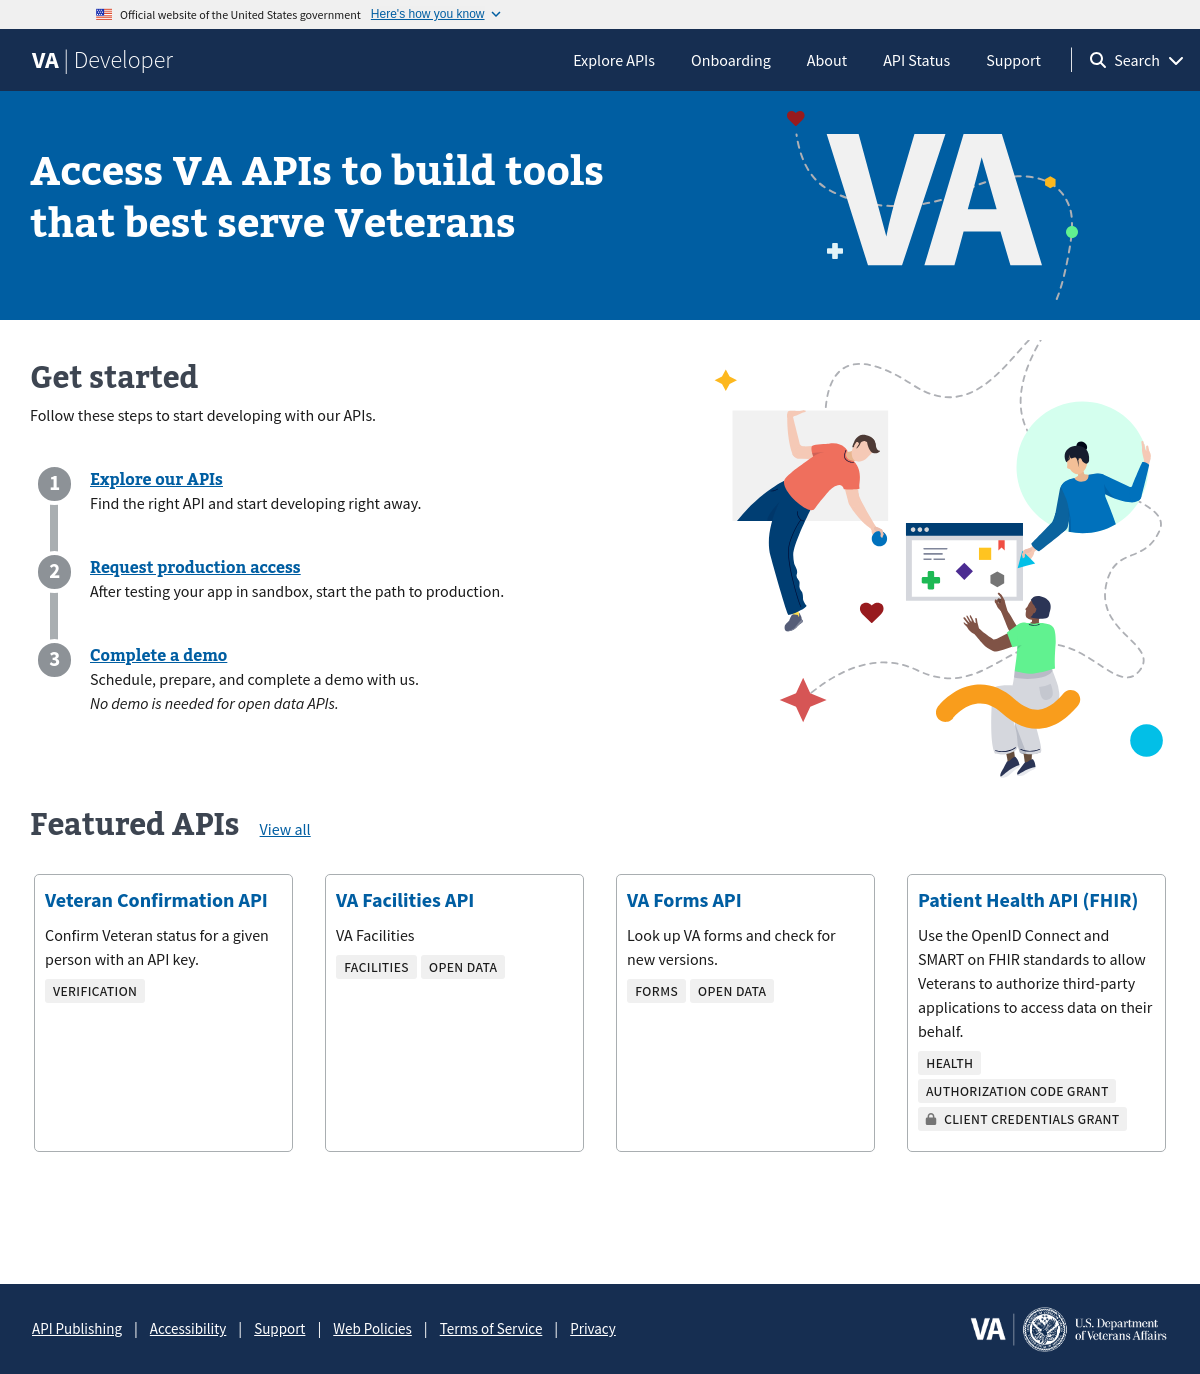 Official website of the United States government Here's how you know
VA | Developer
Explore APIs Onboarding About API Status Support Search
Access VA APIs to build tools
that best serve Veterans
VA
Get started
Follow these steps to start developing with our APIs.
1 Explore our APIs
Find the right API and start developing right away.
2 Request production access
After testing your app in sandbox, start the path to production.
3 Complete a demo
Schedule, prepare, and complete a demo with us.
No demo is needed for open data APIs.
Featured APIs View all
Veteran Confirmation API
Confirm Veteran status for a given
person with an API key.
VERIFICATION
VA Facilities API
VA Facilities
FACILITIES OPEN DATA
VA Forms API
Look up VA forms and check for
new versions.
FORMS OPEN DATA
Patient Health API (FHIR)
Use the OpenID Connect and
SMART on FHIR standards to allow
Veterans to authorize third-party
applications to access data on their
behalf.
HEALTH
AUTHORIZATION CODE GRANT
CLIENT CREDENTIALS GRANT
API Publishing | Accessibility | Support | Web Policies | Terms of Service | Privacy
VA | U.S. Department
of Veterans Affairs